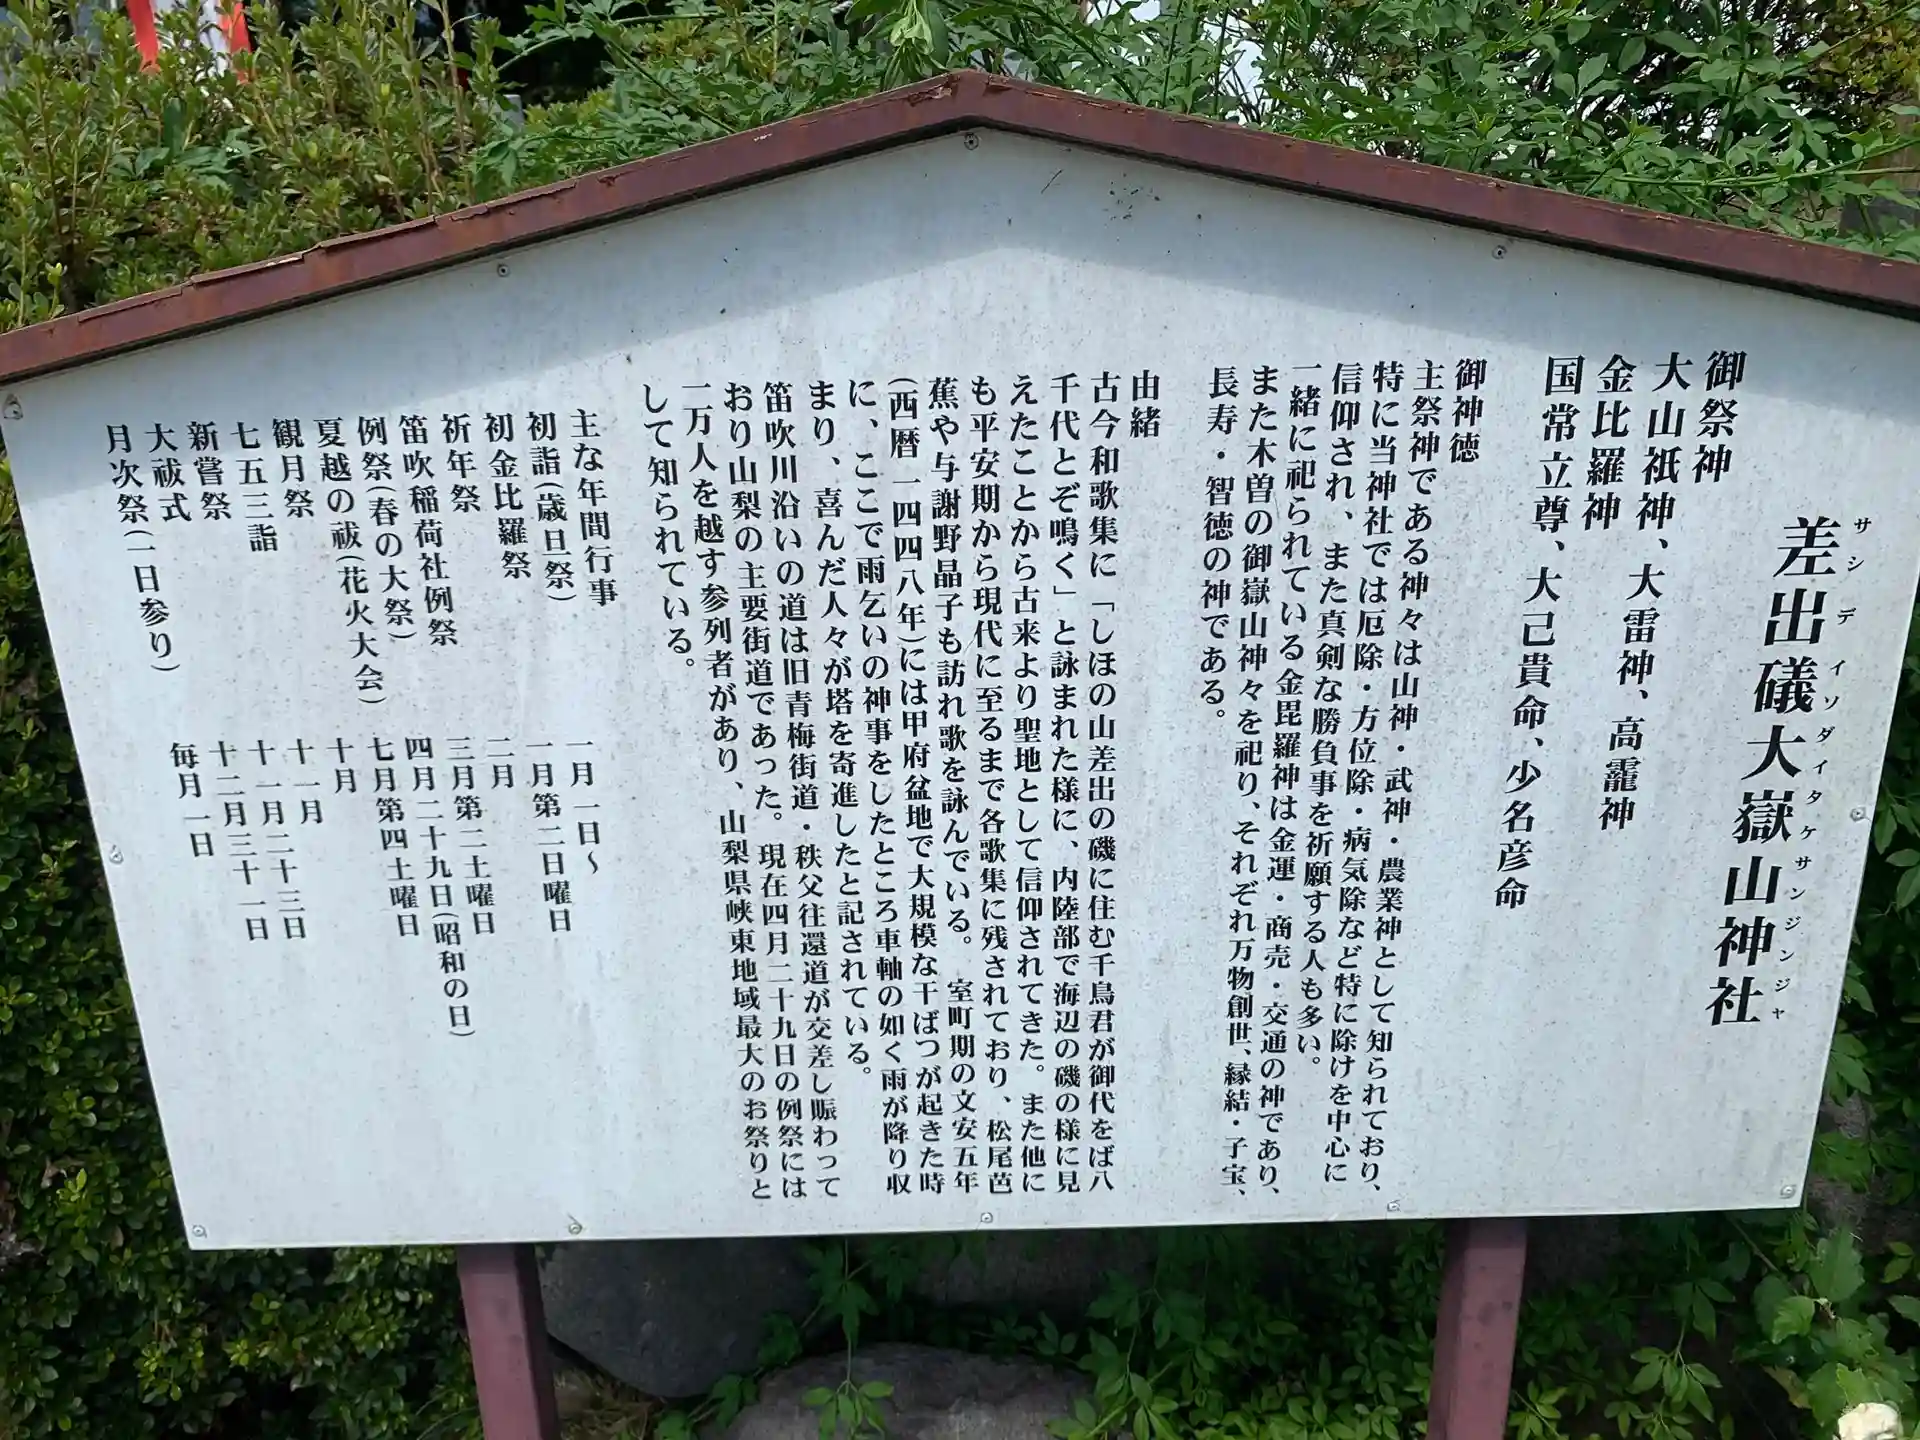 差出磯大嶽山神社
サシデイソダイタケサンジンジャ
御祭神
大山祇神、大雷神、高龗神
金比羅神
国常立尊、大己貴命、少名彦命
御神徳
主祭神である神々は山神・武神・農業神として知られており、
特に当神社では厄除・方位除・病気除など特に除けを中心に
信仰され、また真剣な勝負事を祈願する人も多い。
一緒に祀られている金毘羅神は金運・商売・交通の神であり、
また木曽の御嶽山神々を祀り、それぞれ万物創世、縁結・子宝、
長寿・智徳の神である。
由緒
古今和歌集に「しほの山差出の磯に住む千鳥君が御代をば八
千代とぞ鳴く」と詠まれた様に、内陸部で海辺の磯の様に見
えたことから古来より聖地として信仰されてきた。また他に
も平安期から現代に至るまで各歌集に残されており、松尾芭
蕉や与謝野晶子も訪れ歌を詠んでいる。室町期の文安五年
(西暦一四四八年)には甲府盆地で大規模な干ばつが起きた時
に、ここで雨乞いの神事をしたところ車軸の如く雨が降り収
まり、喜んだ人々が塔を寄進したと記されている。
笛吹川沿いの道は旧青梅街道・秩父往還道が交差し賑わって
おり山梨の主要街道であった。現在四月二十九日の例祭には
二万人を越す参列者があり、山梨県峡東地域最大のお祭りと
して知られている。
主な年間行事
初詣(歳旦祭) 一月一日〜
初金比羅祭 一月第二日曜日
祈年祭 二月
笛吹稲荷社例祭 三月第二土曜日
例祭(春の大祭) 四月二十九日(昭和の日)
夏越の祓(花火大会) 七月第四土曜日
観月祭 十月
七五三詣 十一月
新嘗祭 十一月二十三日
大祓式 十二月三十一日
月次祭(一日参り) 毎月一日